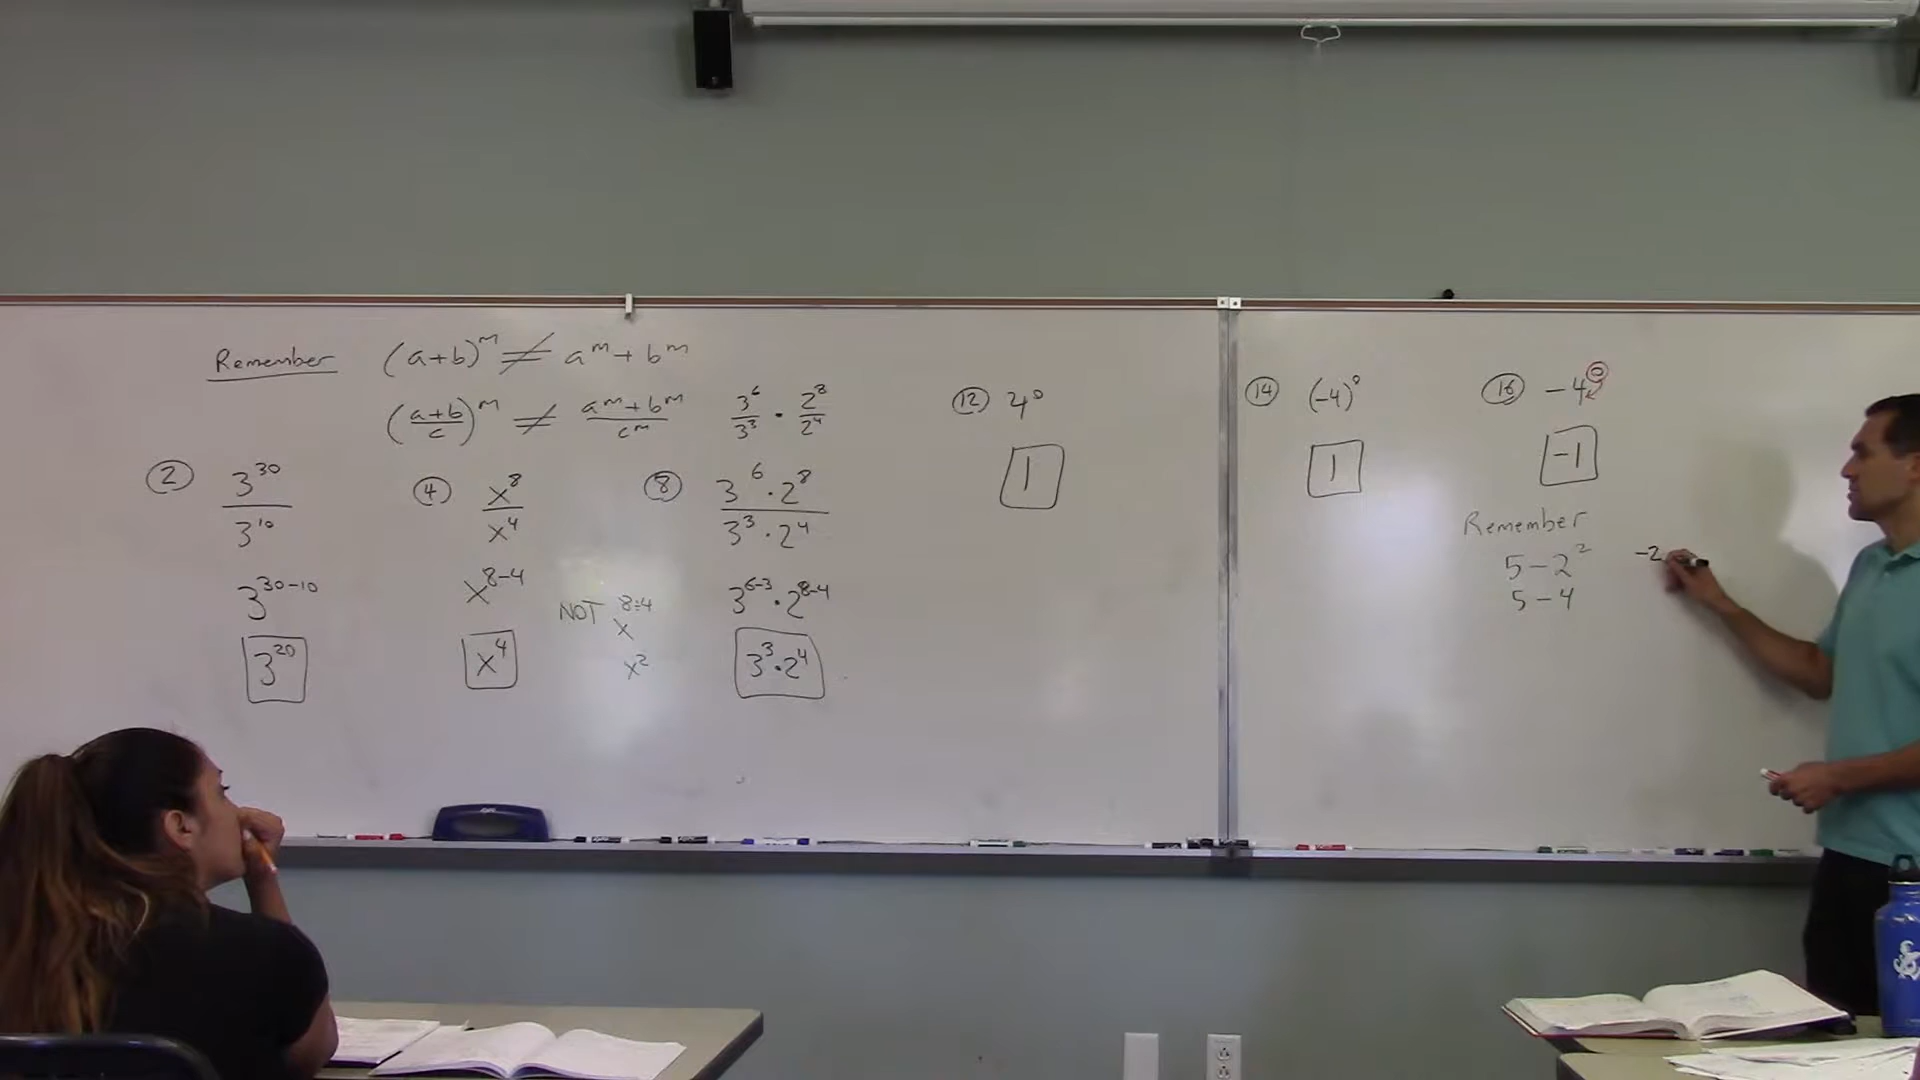 Remember (a+b)^m ≠ a^m + b^m
((a+b)/c)^m ≠ (a^m + b^m)/c^m
3^6/3^3 · 2^8/2^4
② 3^30/3^10
3^(30-10)
3^20
④ x^8/x^4
x^(8-4)
x^4
NOT x^(8÷4)
x^2
⑧ (3^6 · 2^8)/(3^3 · 2^4)
3^(6-3) · 2^(8-4)
3^3 · 2^4
⑫ 4^0
1
⑭ (-4)^0
1
⑯ -4^0
-1
Remember
5-2^2
5-4
-2